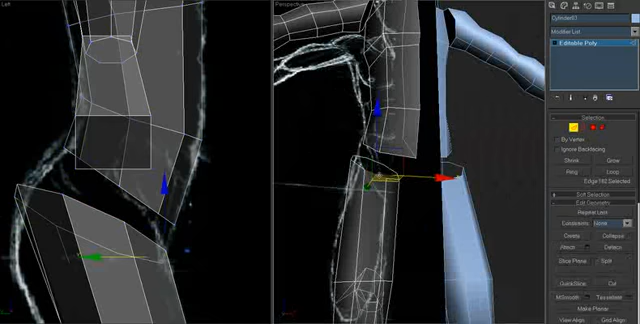 Left
Perspective
Cylinder01
Modifier List
Editable Poly
Selection
By Vertex
Ignore Backfacing
Shrink
Grow
Ring
Loop
Edge 182 Selected
Soft Selection
Edit Geometry
Repeat Last
Constraints: None
Create
Collapse
Attach
Detach
Slice Plane
Split
QuickSlice
Cut
MSmooth
Tessellate
Make Planar
View Align
Grid Align